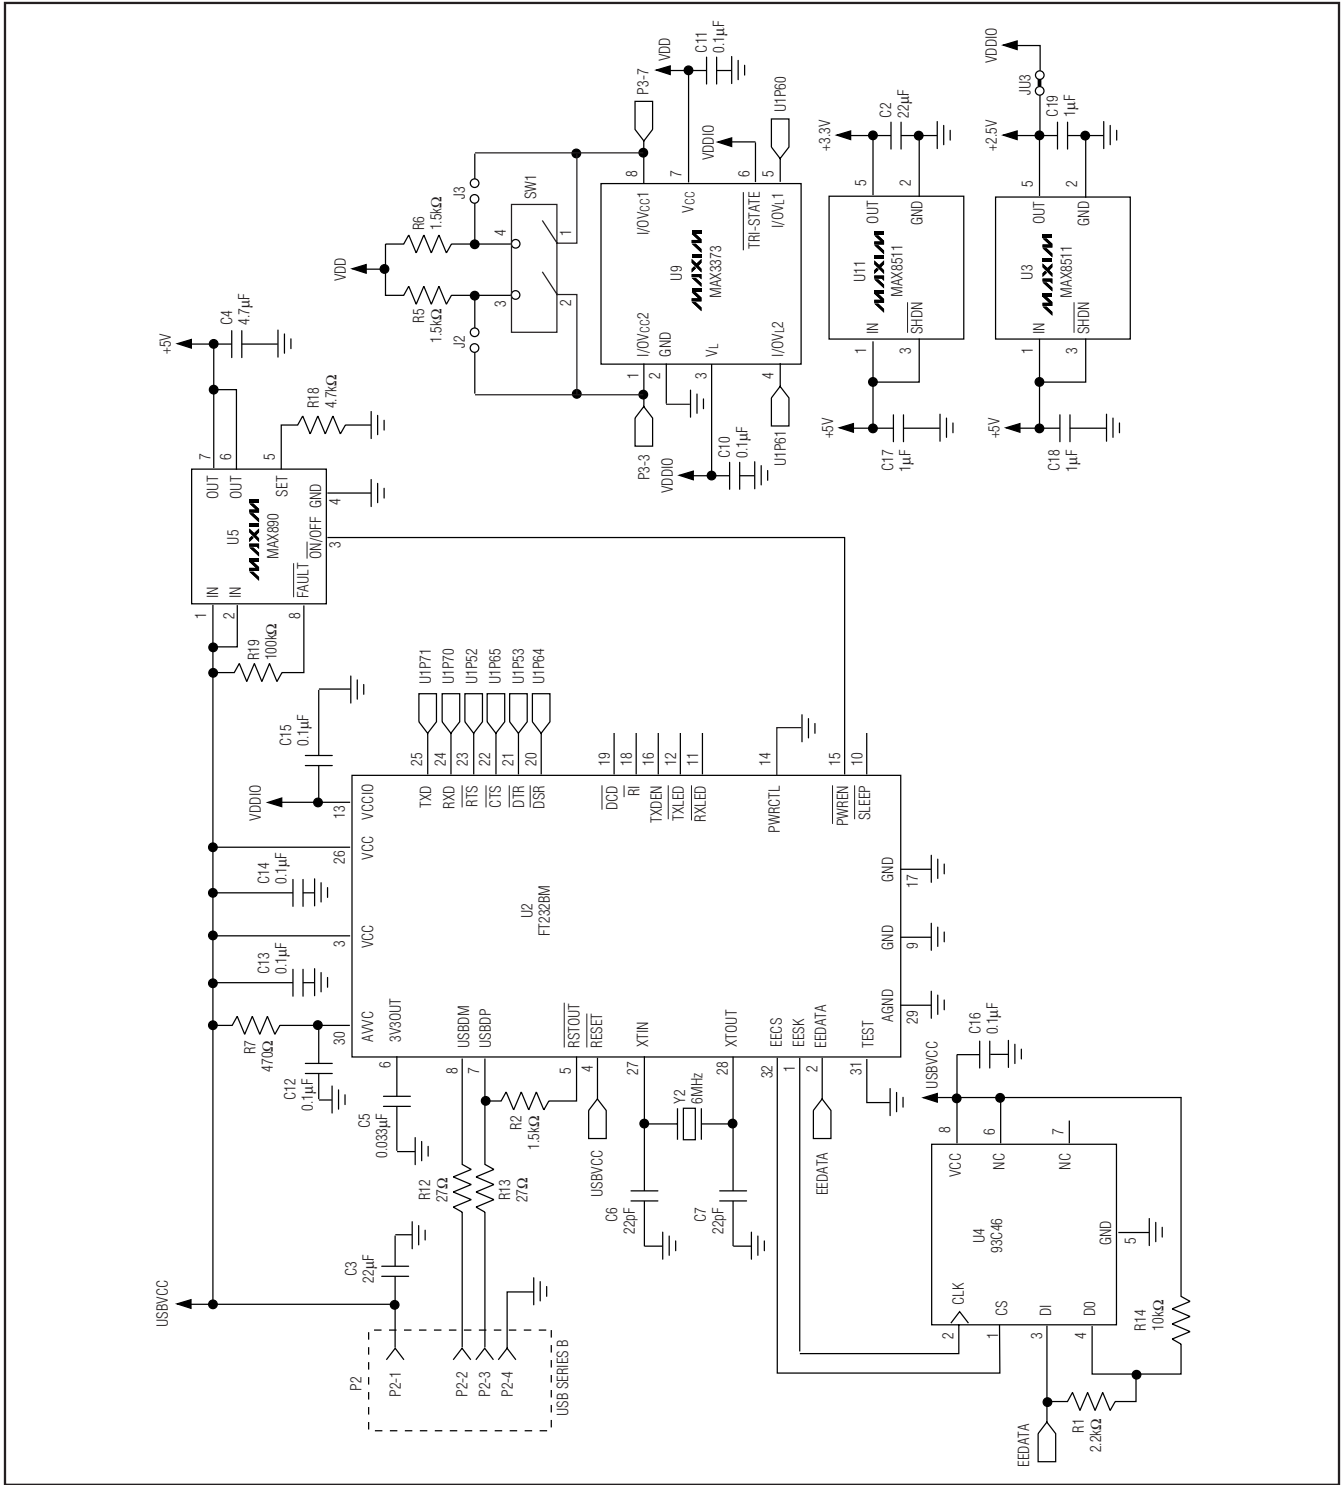 USBVCC
P2
P2-1
P2-2
P2-3
P2-4
USB SERIES B
C3
22μF
R12
27Ω
R13
27Ω
R7
470Ω
C12
0.1μF
C5
0.033μF
R2
1.5kΩ
USBVCC
C6
22pF
C7
22pF
Y2
6MHz
EEDATA
C13
0.1μF
C14
0.1μF
VDDIO
C15
0.1μF
30
3
26
13
AVVC
VCC
VCC
VCCIO
6
3V3OUT
8
USBDM
7
USBDP
5
RSTOUT
4
RESET
27
XTIN
28
XTOUT
32
EECS
1
EESK
2
EEDATA
31
TEST
U2
FT232BM
TXD
25
U1P71
RXD
24
U1P70
RTS
23
U1P52
CTS
22
U1P65
DTR
21
U1P53
DSR
20
U1P64
DCD
19
RI
18
TXDEN
16
TXLED
12
RXLED
11
PWRCTL
14
PWREN
15
SLEEP
10
AGND
29
GND
9
GND
17
R19
100kΩ
1
IN
2
IN
8
FAULT
U5
MAXIM
MAX890
OUT
7
OUT
6
SET
5
ON/OFF
3
GND
4
+5V
C4
4.7μF
R18
4.7kΩ
VDD
R5
1.5kΩ
R6
1.5kΩ
J2
J3
3
4
SW1
2
1
P3-3
P3-7
1
I/OVCC2
2
GND
3
VL
4
I/OVL2
U9
MAXIM
MAX3373
I/OVCC1
8
VCC
7
TRI-STATE
6
I/OVL1
5
VDD
C11
0.1μF
VDDIO
U1P60
VDDIO
C10
0.1μF
U1P61
+5V
C17
1μF
1
IN
3
SHDN
U11
MAXIM
MAX8511
OUT
5
GND
2
+3.3V
C2
22μF
+5V
C18
1μF
1
IN
3
SHDN
U3
MAXIM
MAX8511
OUT
5
GND
2
+2.5V
C19
1μF
JU3
VDDIO
USBVCC
C16
0.1μF
8
VCC
6
NC
7
NC
U4
93C46
GND
5
2
CLK
1
CS
3
DI
4
D0
EEDATA
R1
2.2kΩ
R14
10kΩ